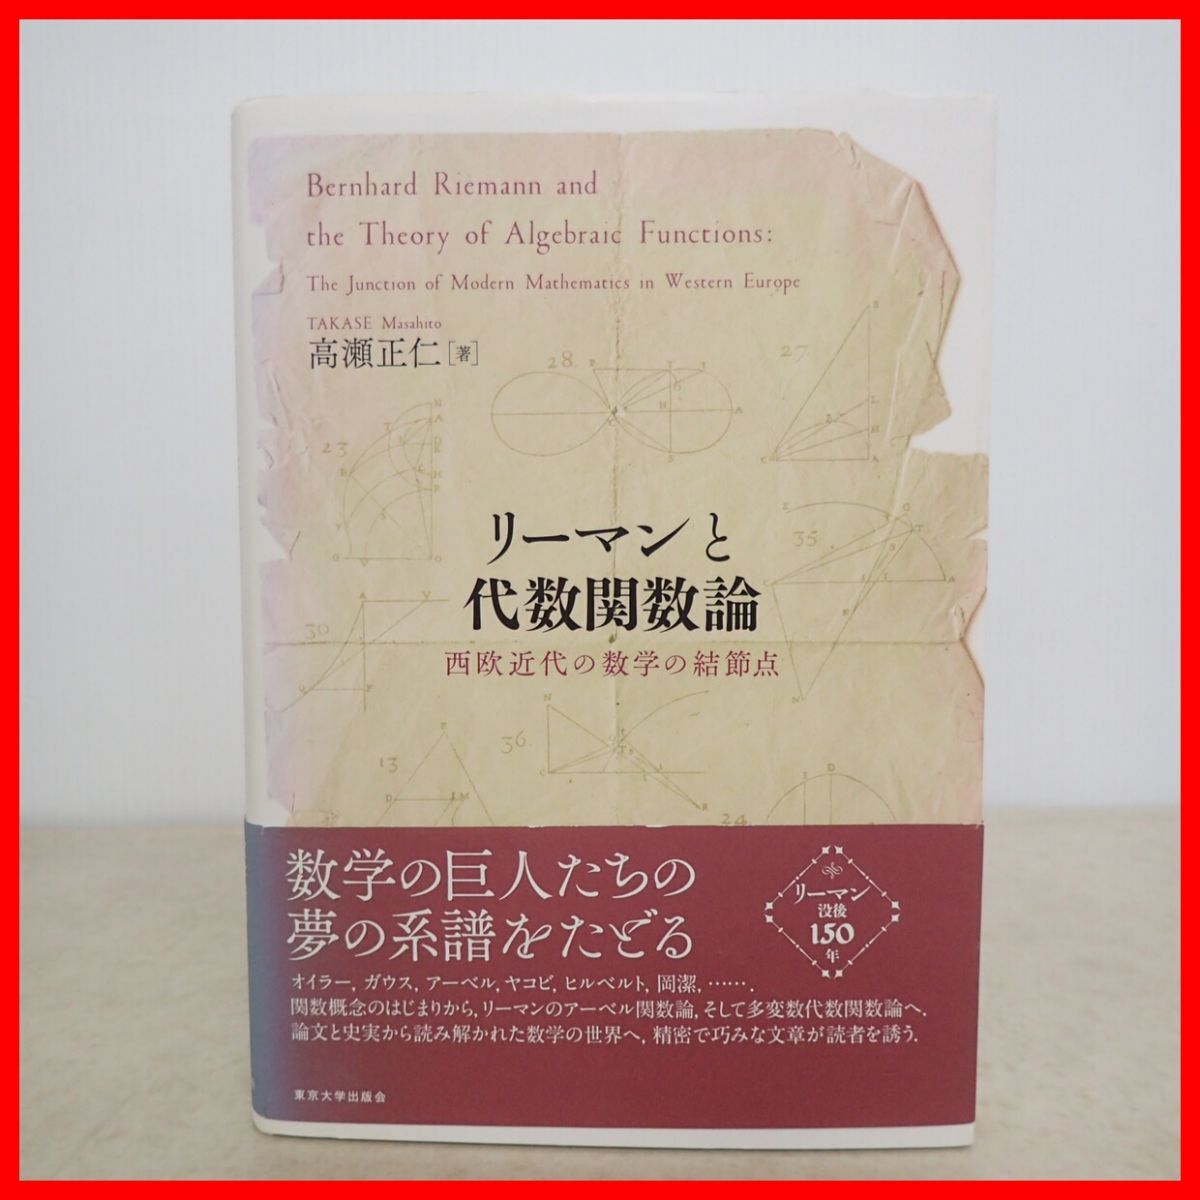 Bernhard Riemann and
the Theory of Algebraic Functions:
The Junction of Modern Mathematics in Western Europe
TAKASE Masahito
高瀬正仁[著]
28.
27.
23
リーマンと
代数関数論
西欧近代の数学の結節点
35
30
36.
13
24
数学の巨人たちの
夢の系譜をたどる
リーマン
没後
150
年
オイラー, ガウス, アーベル, ヤコビ, ヒルベルト, 岡潔, …….
関数概念のはじまりから, リーマンのアーベル関数論, そして多変数代数関数論へ.
論文と史実から読み解かれた数学の世界へ, 精密で巧みな文章が読者を誘う.
東京大学出版会